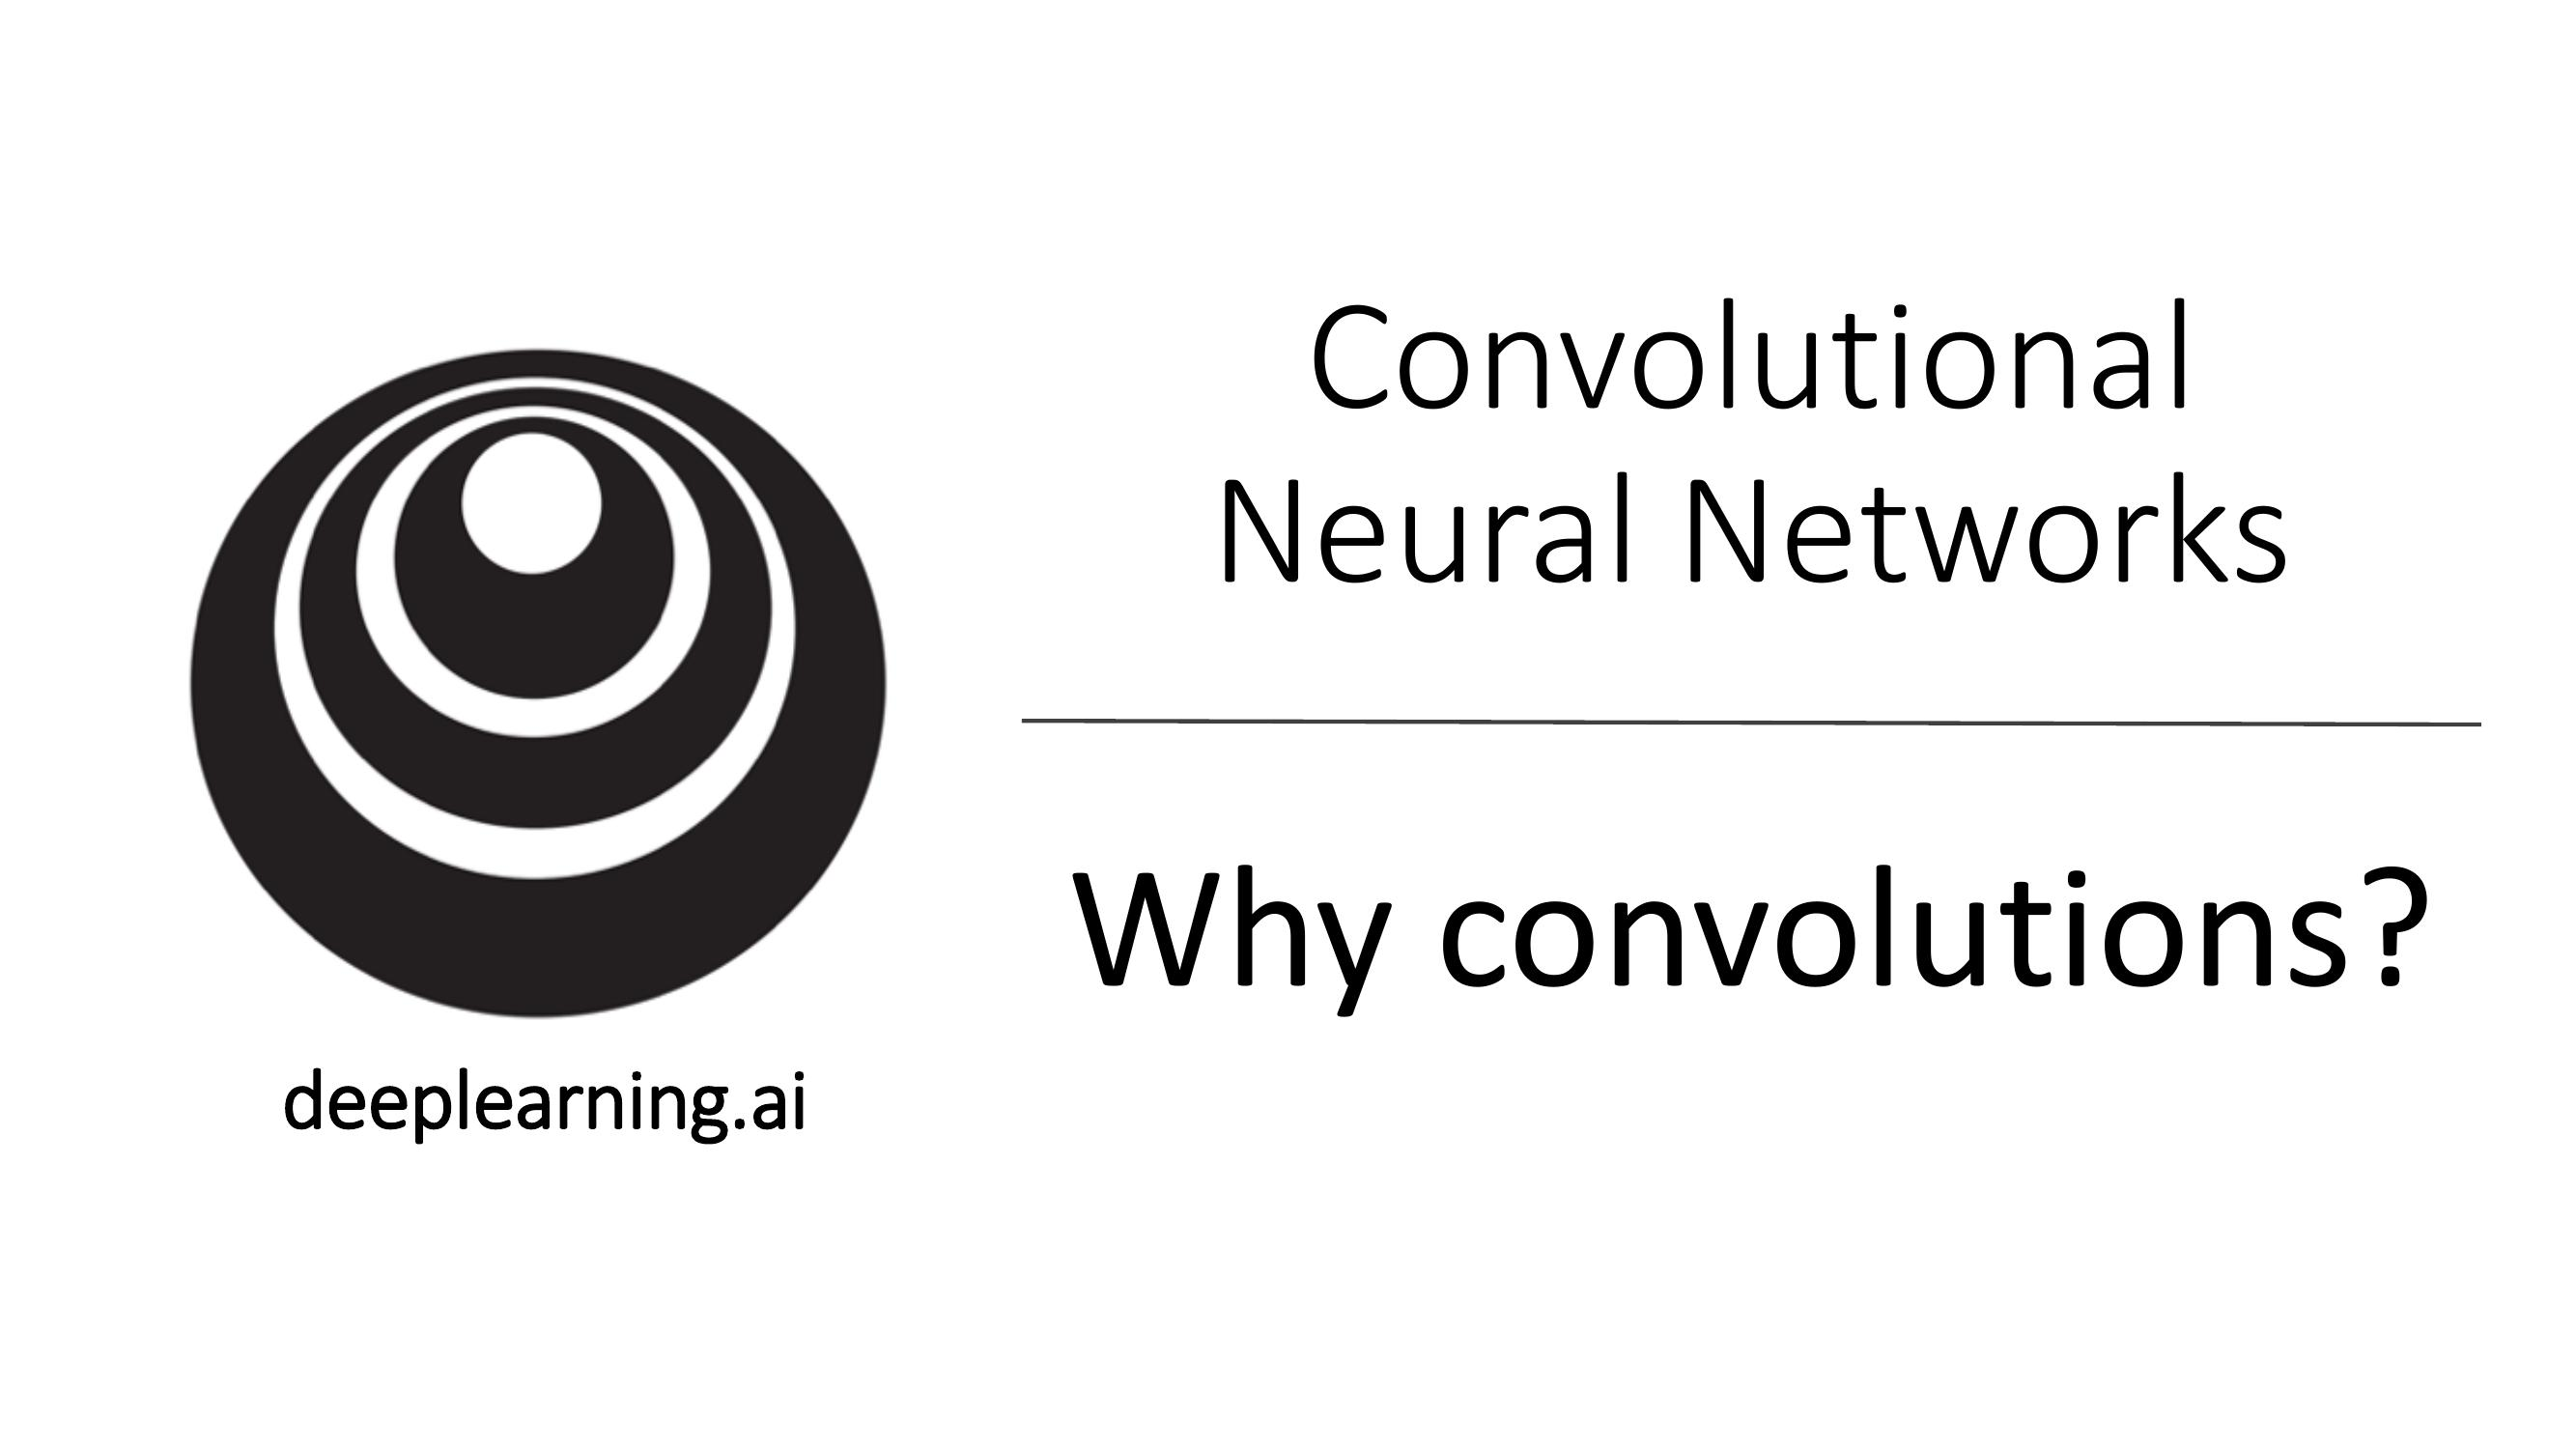 Convolutional
Neural Networks
Why convolutions?
deeplearning.ai